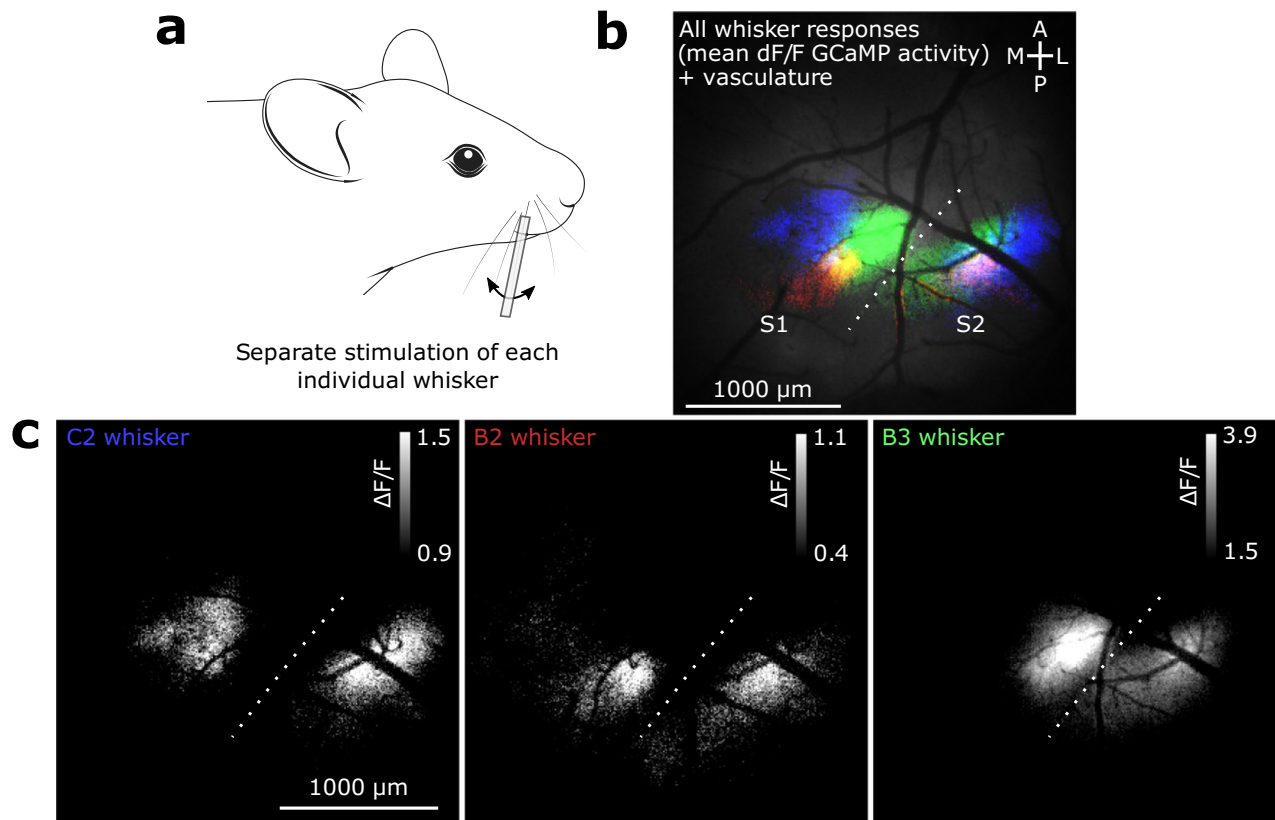 a
Separate stimulation of each
individual whisker
b
All whisker responses
(mean dF/F GCaMP activity)
+ vasculature
A
M L
P
S1
S2
1000 µm
c
C2 whisker
1.5
ΔF/F
0.9
1000 µm
B2 whisker
1.1
ΔF/F
0.4
B3 whisker
3.9
ΔF/F
1.5